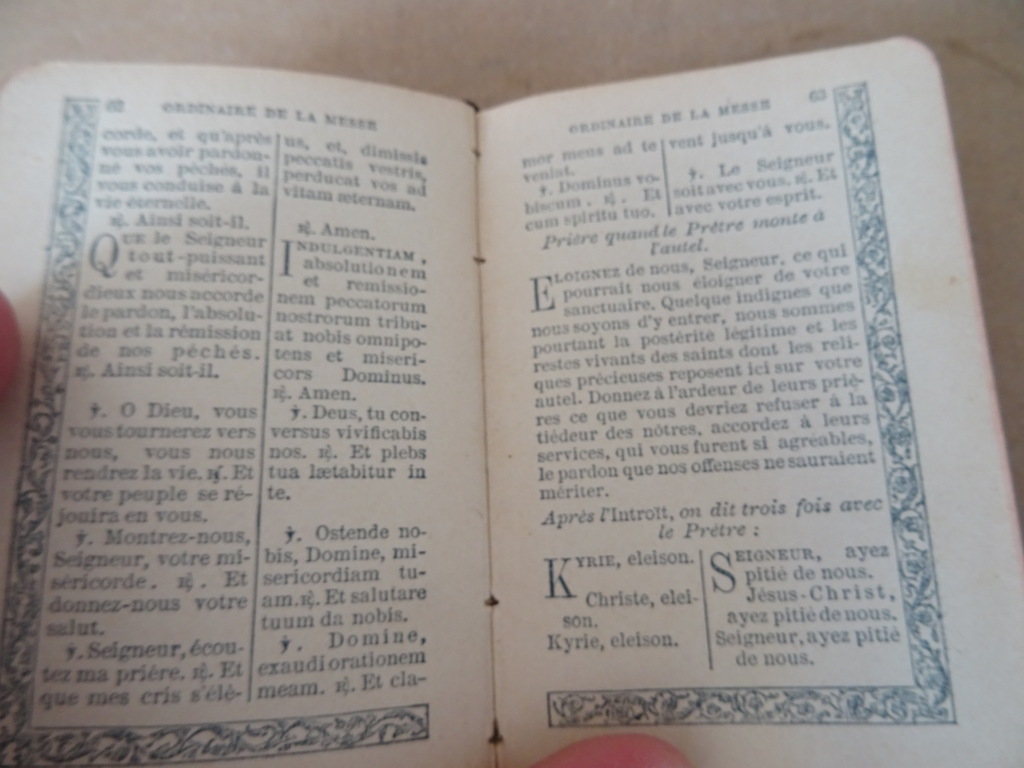 62 ORDINAIRE DE LA MESSE
corde, et qu'après
vous avoir pardon-
né vos péchés, il
vous conduise à la
vie éternelle.
℟. Ainsi soit-il.
QUE le Seigneur
tout-puissant
et miséricor-
dieux nous accorde
le pardon, l'absolu-
tion et la rémission
de nos péchés.
℟. Ainsi soit-il.
℣. O Dieu, vous
vous tournerez vers
nous, vous nous
rendrez la vie. ℟. Et
votre peuple se ré-
jouira en vous.
℣. Montrez-nous,
Seigneur, votre mi-
séricorde. ℟. Et
donnez-nous votre
salut.
℣. Seigneur, écou-
tez ma prière. ℟. Et
que mes cris s'élè-
us, et, dimissis
peccatis vestris,
perducat vos ad
vitam æternam.
℟. Amen.
INDULGENTIAM,
absolutionem
et remissio-
nem peccatorum
nostrorum tribu-
at nobis omnipo-
tens et miseri-
cors Dominus.
℟. Amen.
℣. Deus, tu con-
versus vivificabis
nos. ℟. Et plebs
tua lætabitur in
te.
℣. Ostende no-
bis, Domine, mi-
sericordiam tu-
am. ℟. Et salutare
tuum da nobis.
℣. Domine,
exaudi orationem
meam. ℟. Et cla-
ORDINAIRE DE LA MESSE 63
mor meus ad te
veniat.
℣. Dominus vo-
biscum. ℟. Et
cum spiritu tuo.
vent jusqu'à vous.
℣. Le Seigneur
soit avec vous. ℟. Et
avec votre esprit.
Prière quand le Prêtre monte à
l'autel.
ELOIGNEZ de nous, Seigneur, ce qui
pourrait nous éloigner de votre
sanctuaire. Quelque indignes que
nous soyons d'y entrer, nous sommes
pourtant la postérité légitime et les
restes vivants des saints dont les reli-
ques précieuses reposent ici sur votre
autel. Donnez à l'ardeur de leurs priè-
res ce que vous devriez refuser à la
tiédeur des nôtres, accordez à leurs
services, qui vous furent si agréables,
le pardon que nos offenses ne sauraient
mériter.
Après l'Introït, on dit trois fois avec
le Prêtre :
KYRIE, eleison.
Christe, elei-
son.
Kyrie, eleison.
SEIGNEUR, ayez
pitié de nous.
Jésus-Christ,
ayez pitié de nous.
Seigneur, ayez pitié
de nous.